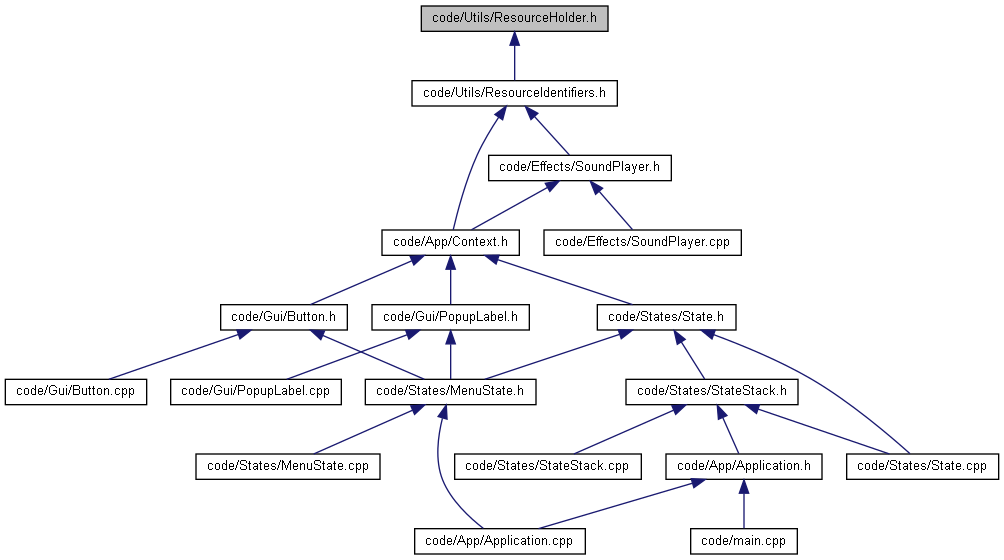 code/Utils/ResourceHolder.h
code/Utils/ResourceIdentifiers.h
code/Effects/SoundPlayer.h
code/App/Context.h
code/Effects/SoundPlayer.cpp
code/Gui/Button.h
code/Gui/PopupLabel.h
code/States/State.h
code/Gui/Button.cpp
code/Gui/PopupLabel.cpp
code/States/MenuState.h
code/States/StateStack.h
code/States/MenuState.cpp
code/States/StateStack.cpp
code/App/Application.h
code/States/State.cpp
code/App/Application.cpp
code/main.cpp